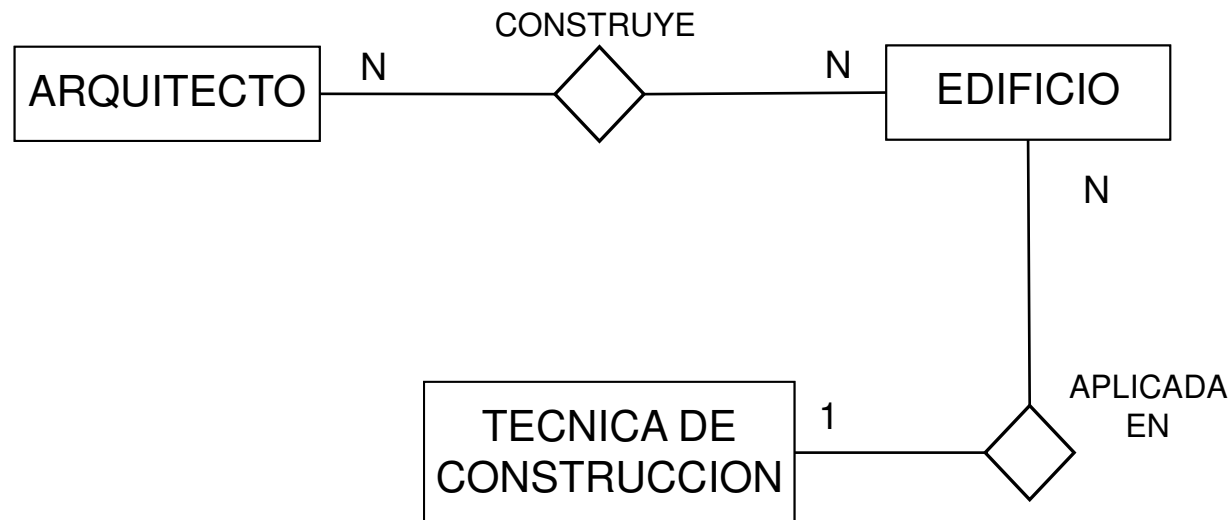 CONSTRUYE
ARQUITECTO
N
N
EDIFICIO
N
TECNICA DE
CONSTRUCCION
1
APLICADA
EN